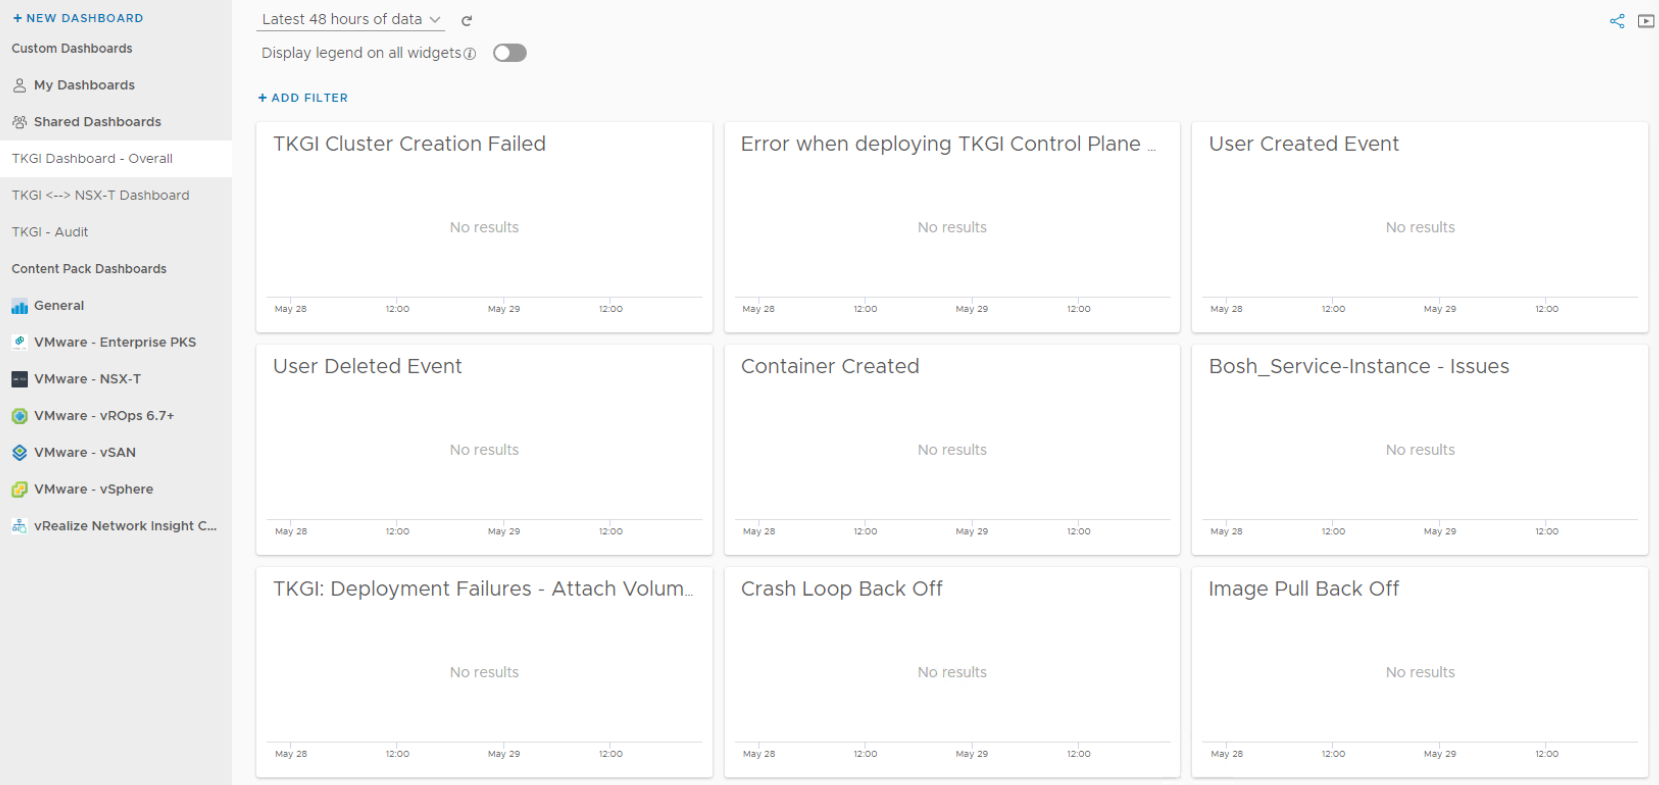 + NEW DASHBOARD
Custom Dashboards
My Dashboards
Shared Dashboards
TKGI Dashboard - Overall
TKGI <--> NSX-T Dashboard
TKGI - Audit
Content Pack Dashboards
General
VMware - Enterprise PKS
VMware - NSX-T
VMware - vROps 6.7+
VMware - vSAN
VMware - vSphere
vRealize Network Insight C...
Latest 48 hours of data
Display legend on all widgets
+ ADD FILTER
TKGI Cluster Creation Failed
No results
May 28 12:00 May 29 12:00
Error when deploying TKGI Control Plane ...
No results
May 28 12:00 May 29 12:00
User Created Event
No results
May 28 12:00 May 29 12:00
User Deleted Event
No results
May 28 12:00 May 29 12:00
Container Created
No results
May 28 12:00 May 29 12:00
Bosh_Service-Instance - Issues
No results
May 28 12:00 May 29 12:00
TKGI: Deployment Failures - Attach Volum...
No results
May 28 12:00 May 29 12:00
Crash Loop Back Off
No results
May 28 12:00 May 29 12:00
Image Pull Back Off
No results
May 28 12:00 May 29 12:00